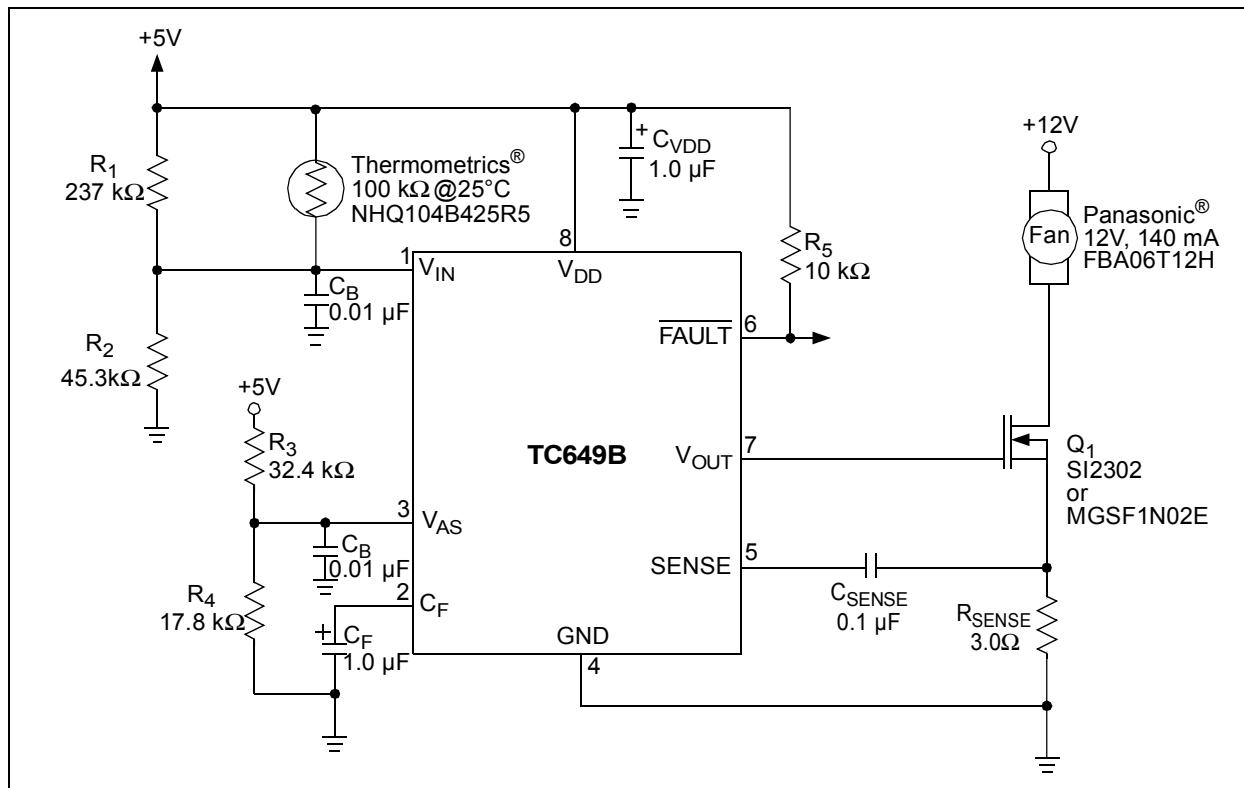 +5V
R1
237 kΩ
Thermometrics®
100 kΩ @25°C
NHQ104B425R5
+
CVDD
1.0 µF
+12V
Fan
Panasonic®
12V, 140 mA
FBA06T12H
R5
10 kΩ
1
VIN
8
VDD
CB
0.01 µF
R2
45.3kΩ
6
FAULT
+5V
R3
32.4 kΩ
TC649B
7
VOUT
Q1
SI2302
or
MGSF1N02E
3
VAS
CB
0.01 µF
5
SENSE
CSENSE
0.1 µF
R4
17.8 kΩ
2
CF
+
CF
1.0 µF
GND
4
RSENSE
3.0Ω